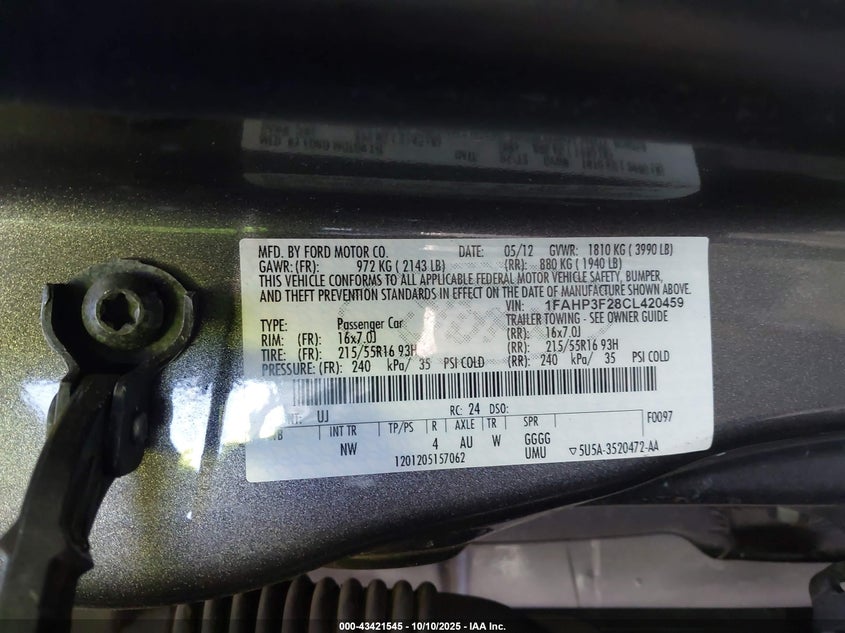 MFD. BY FORD MOTOR CO. DATE: 05/12 GVWR: 1810 KG ( 3990 LB)
GAWR: (FR): 972 KG ( 2143 LB) (RR): 880 KG ( 1940 LB)
THIS VEHICLE CONFORMS TO ALL APPLICABLE FEDERAL MOTOR VEHICLE SAFETY, BUMPER,
AND THEFT PREVENTION STANDARDS IN EFFECT ON THE DATE OF MANUFACTURE SHOWN ABOVE.
VIN: 1FAHP3F28CL420459
TYPE: Passenger Car TRAILER TOWING - SEE OWNER GUIDE
RIM: (FR): 16x7.0J (RR): 16x7.0J
TIRE: (FR): 215/55R16 93H (RR): 215/55R16 93H
PRESSURE: (FR): 240 kPa/ 35 PSI COLD (RR): 240 kPa/ 35 PSI COLD
UJ RC: 24 DSO: F0097
INT TR TP/PS R AXLE TR SPR
NW 4 AU W GGGG
UMU
1201205157062 5U5A-3520472-AA
000-43421545 - 10/10/2025 - IAA Inc.